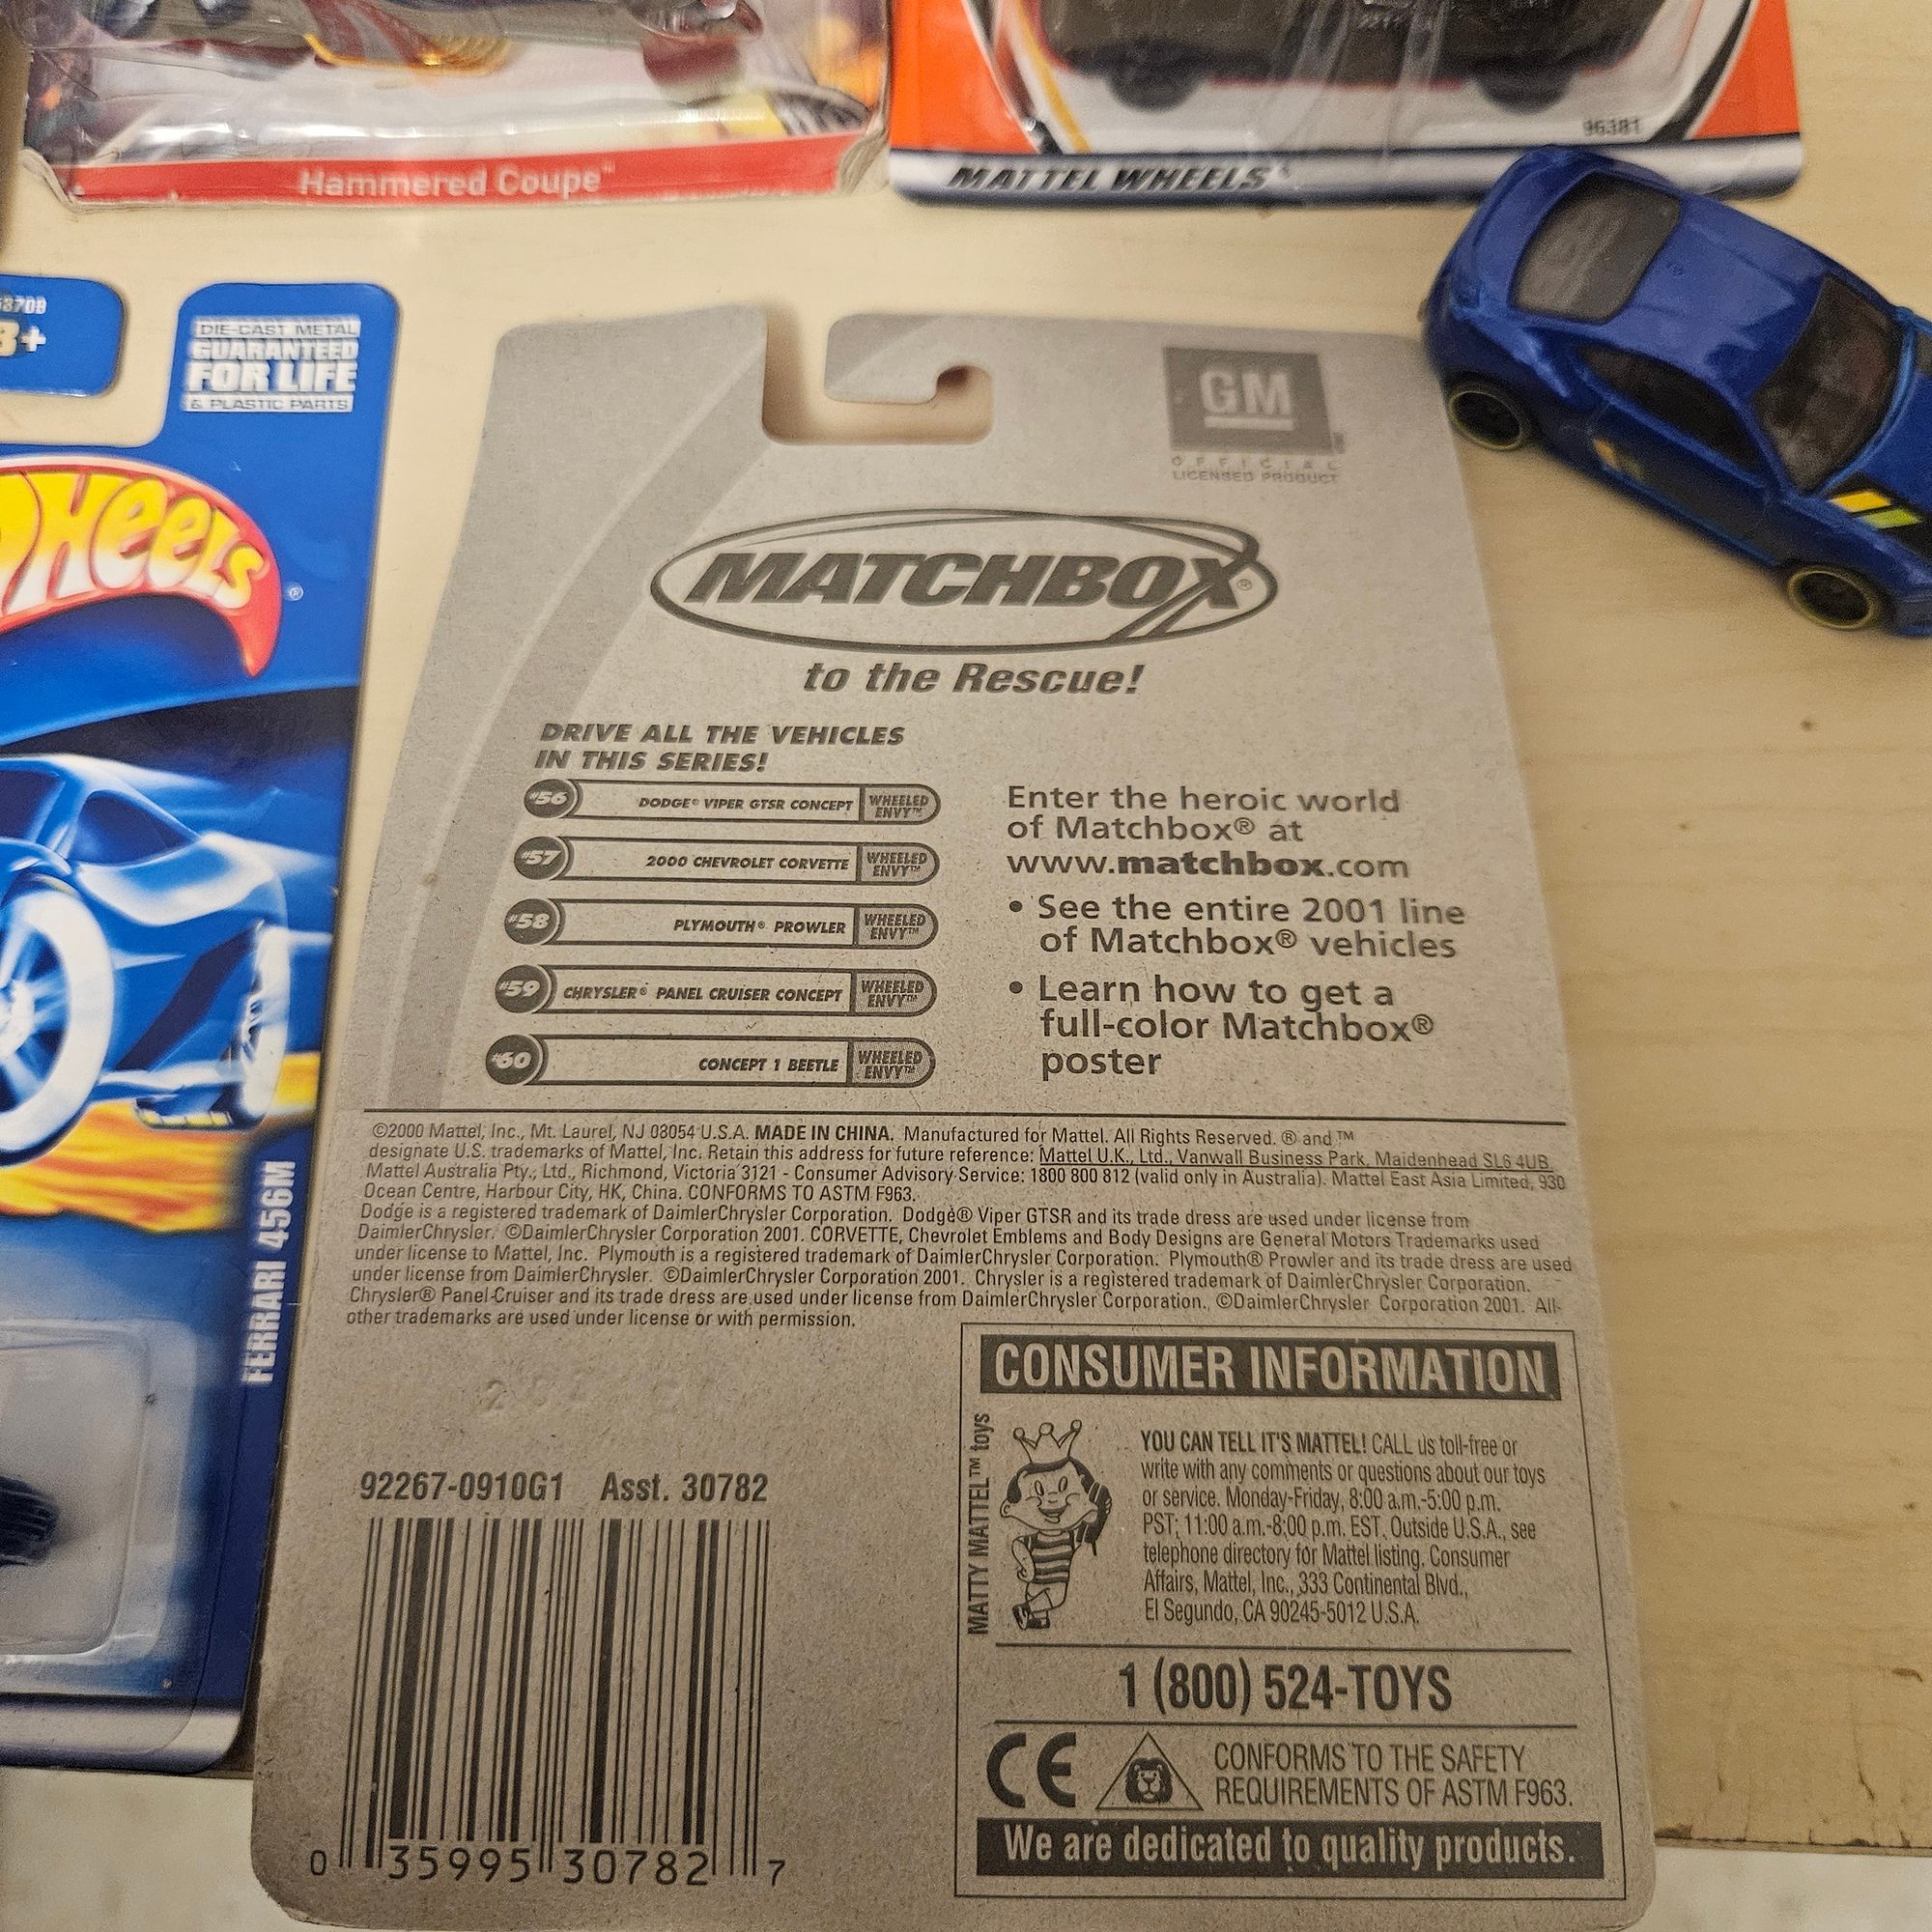 Hammered Coupe™
96381
MATTEL WHEELS™
3+
DIE-CAST METAL
GUARANTEED
FOR LIFE
& PLASTIC PARTS
WHEELS ®
FERRARI 456M
GM
OFFICIAL
LICENSED PRODUCT
MATCHBOX®
to the Rescue!
DRIVE ALL THE VEHICLES
IN THIS SERIES!
#56 DODGE® VIPER GTSR CONCEPT WHEELED ENVY™
#57 2000 CHEVROLET CORVETTE WHEELED ENVY™
#58 PLYMOUTH® PROWLER WHEELED ENVY™
#59 CHRYSLER® PANEL CRUISER CONCEPT WHEELED ENVY™
#60 CONCEPT 1 BEETLE WHEELED ENVY™
Enter the heroic world
of Matchbox® at
www.matchbox.com
• See the entire 2001 line
of Matchbox® vehicles
• Learn how to get a
full-color Matchbox®
poster
©2000 Mattel, Inc., Mt. Laurel, NJ 08054 U.S.A. MADE IN CHINA. Manufactured for Mattel. All Rights Reserved. ® and ™
designate U.S. trademarks of Mattel, Inc. Retain this address for future reference: Mattel U.K., Ltd., Vanwall Business Park, Maidenhead SL6 4UB.
Mattel Australia Pty., Ltd., Richmond, Victoria 3121 - Consumer Advisory Service: 1800 800 812 (valid only in Australia). Mattel East Asia Limited, 930
Ocean Centre, Harbour City, HK, China. CONFORMS TO ASTM F963.
Dodge is a registered trademark of DaimlerChrysler Corporation. Dodge® Viper GTSR and its trade dress are used under license from
DaimlerChrysler. ©DaimlerChrysler Corporation 2001. CORVETTE, Chevrolet Emblems and Body Designs are General Motors Trademarks used
under license to Mattel, Inc. Plymouth is a registered trademark of DaimlerChrysler Corporation. Plymouth® Prowler and its trade dress are used
under license from DaimlerChrysler. ©DaimlerChrysler Corporation 2001. Chrysler is a registered trademark of DaimlerChrysler Corporation.
Chrysler® Panel Cruiser and its trade dress are used under license from DaimlerChrysler Corporation. ©DaimlerChrysler Corporation 2001. All
other trademarks are used under license or with permission.
92267-0910G1 Asst. 30782
0 35995 30782 7
CONSUMER INFORMATION
MATTY MATTEL™ toys
YOU CAN TELL IT'S MATTEL! CALL us toll-free or
write with any comments or questions about our toys
or service. Monday-Friday, 8:00 a.m.-5:00 p.m.
PST; 11:00 a.m.-8:00 p.m. EST. Outside U.S.A., see
telephone directory for Mattel listing. Consumer
Affairs, Mattel, Inc., 333 Continental Blvd.,
El Segundo, CA 90245-5012 U.S.A.
1 (800) 524-TOYS
CE
CONFORMS TO THE SAFETY
REQUIREMENTS OF ASTM F963.
We are dedicated to quality products.